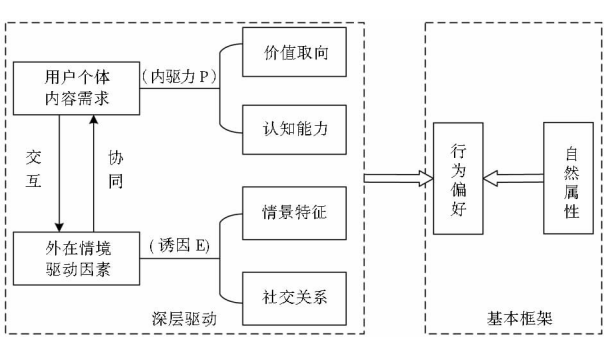 用户个体
内容需求
(内驱力 P)
价值取向
认知能力
交互
协同
外在情境
驱动因素
(诱因 E)
情景特征
社交关系
深层驱动
行为偏好
自然属性
基本框架